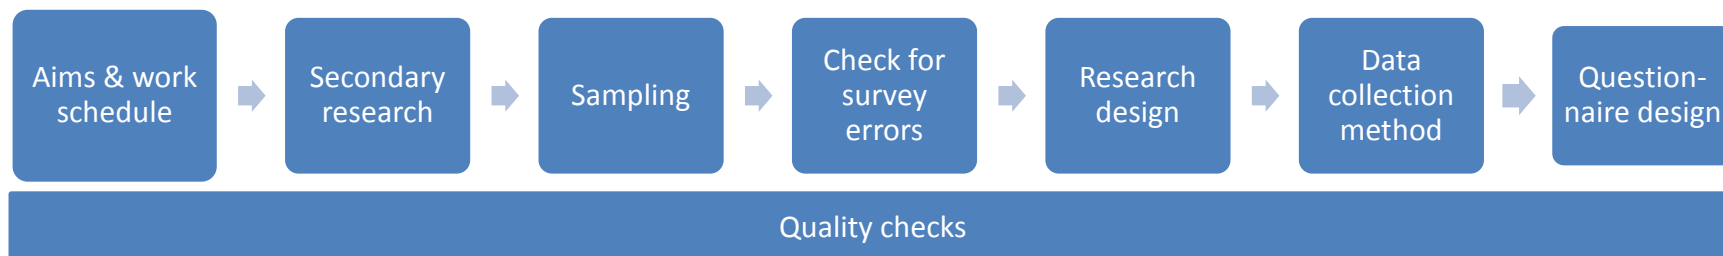 Aims & work
schedule
Secondary
research
Sampling
Check for
survey
errors
Research
design
Data
collection
method
Question-
naire design
Quality checks